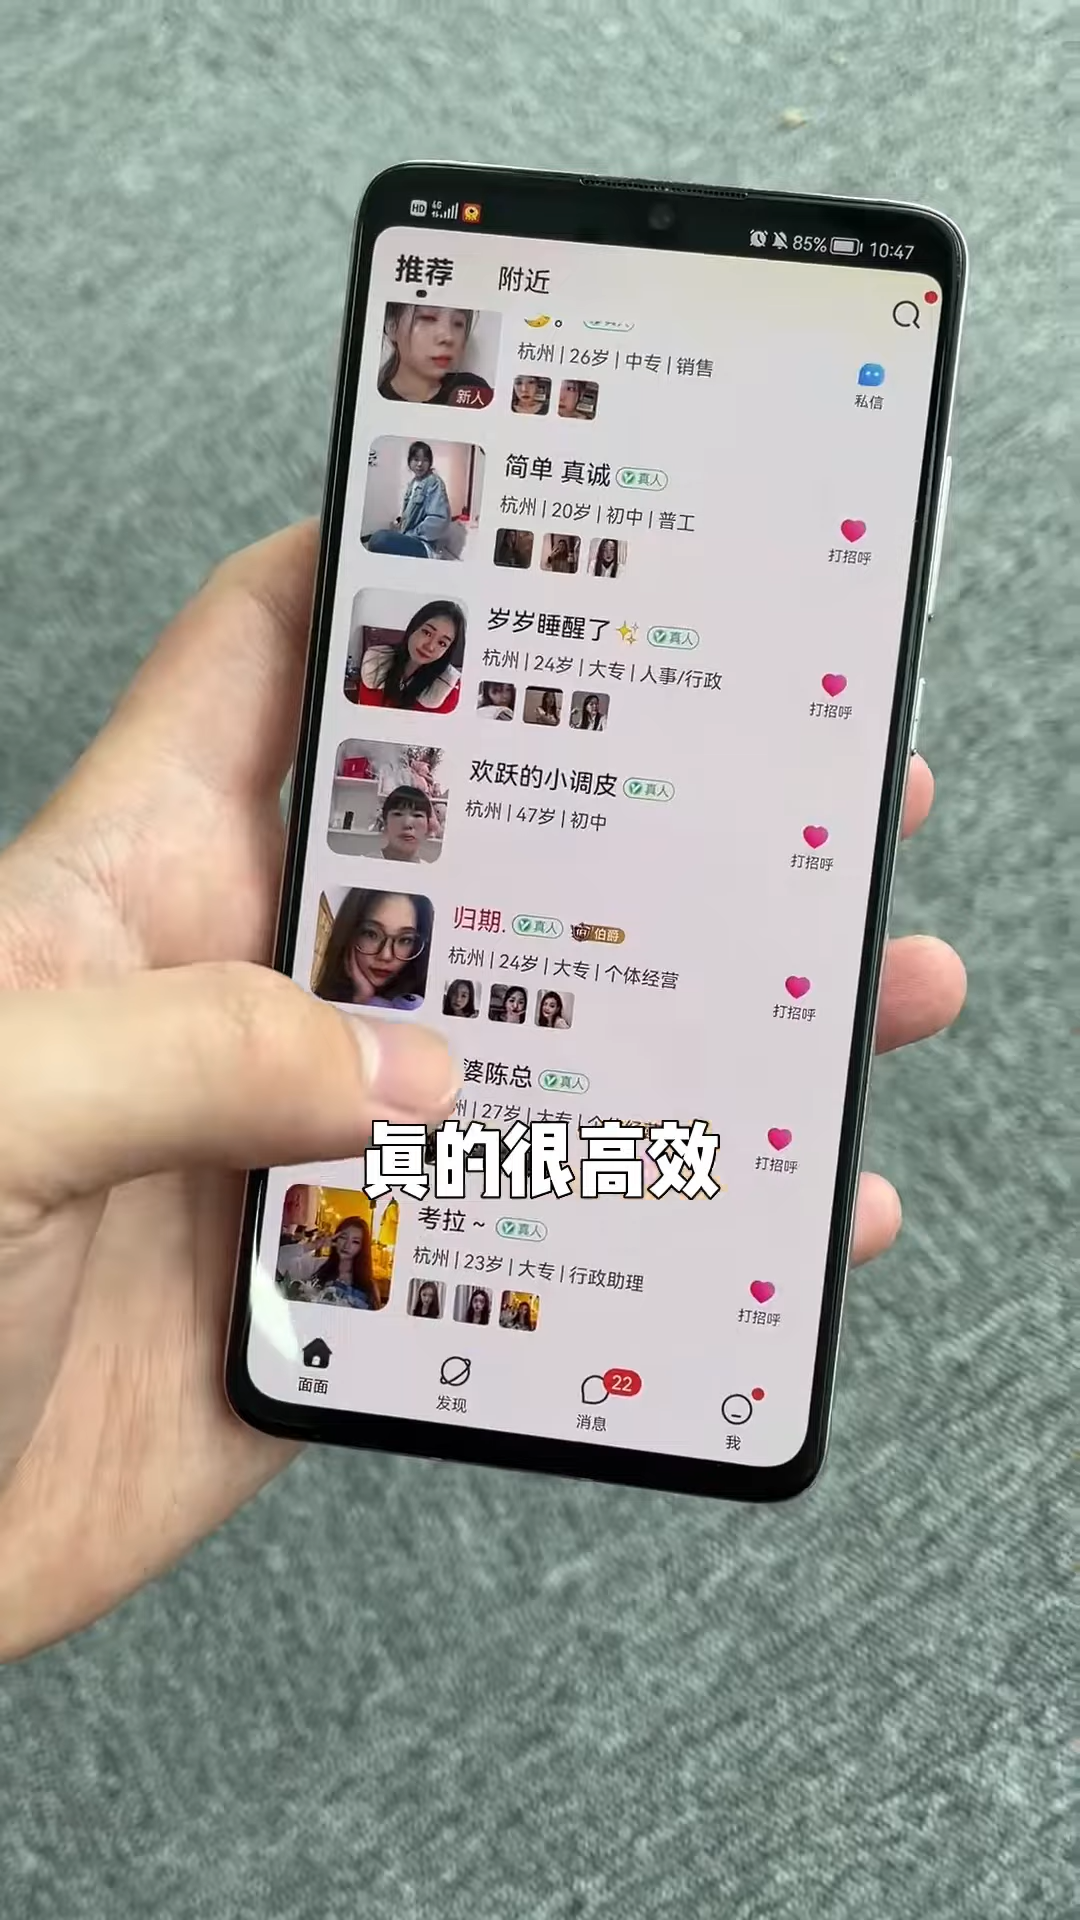 HD 4G 85% 10:47
推荐 附近
杭州 | 26岁 | 中专 | 销售
新人
私信
简单 真诚 真人
杭州 | 20岁 | 初中 | 普工
打招呼
岁岁睡醒了✨ 真人
杭州 | 24岁 | 大专 | 人事/行政
打招呼
欢跃的小调皮 真人
杭州 | 47岁 | 初中
打招呼
归期. 真人 伯爵
杭州 | 24岁 | 大专 | 个体经营
打招呼
婆陈总 真人
州 | 27岁 | 大专
打招呼
真的很高效
考拉 ~ 真人
杭州 | 23岁 | 大专 | 行政助理
打招呼
面面
发现
消息 22
我